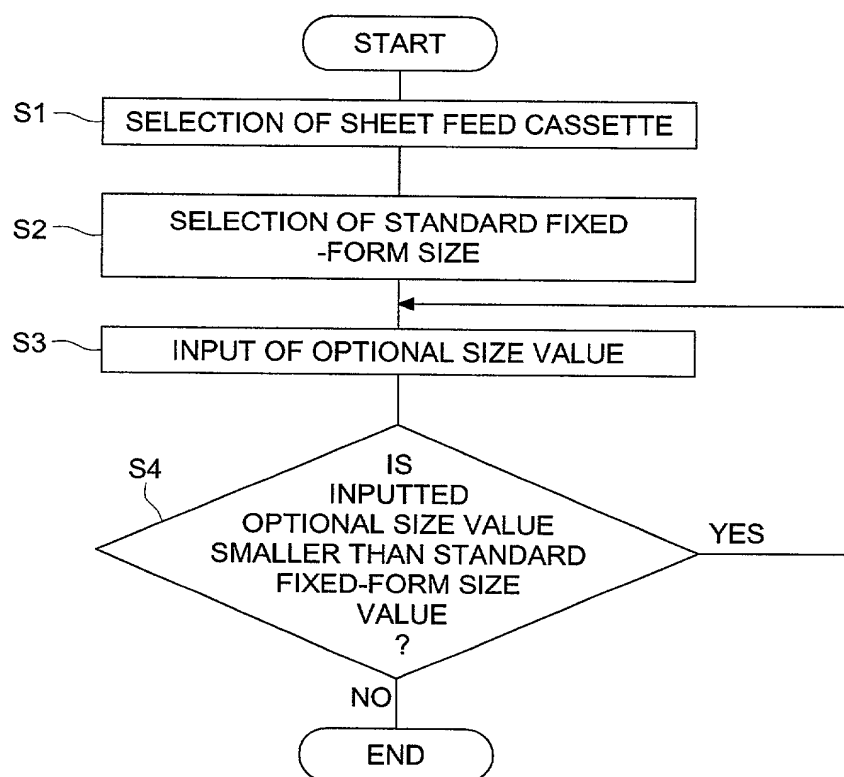 START
S1
SELECTION OF SHEET FEED CASSETTE
S2
SELECTION OF STANDARD FIXED
-FORM SIZE
S3
INPUT OF OPTIONAL SIZE VALUE
S4
IS
INPUTTED
OPTIONAL SIZE VALUE
SMALLER THAN STANDARD
FIXED-FORM SIZE
VALUE
?
YES
NO
END